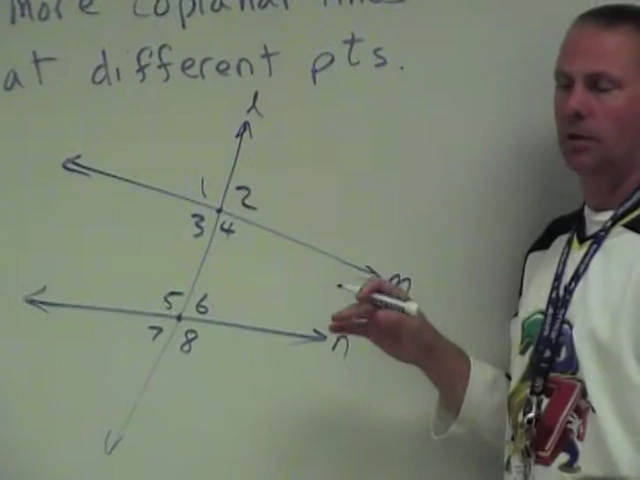 More coplanar lines
at different pts.
l
1 2
3 4
m
5 6
7 8
n